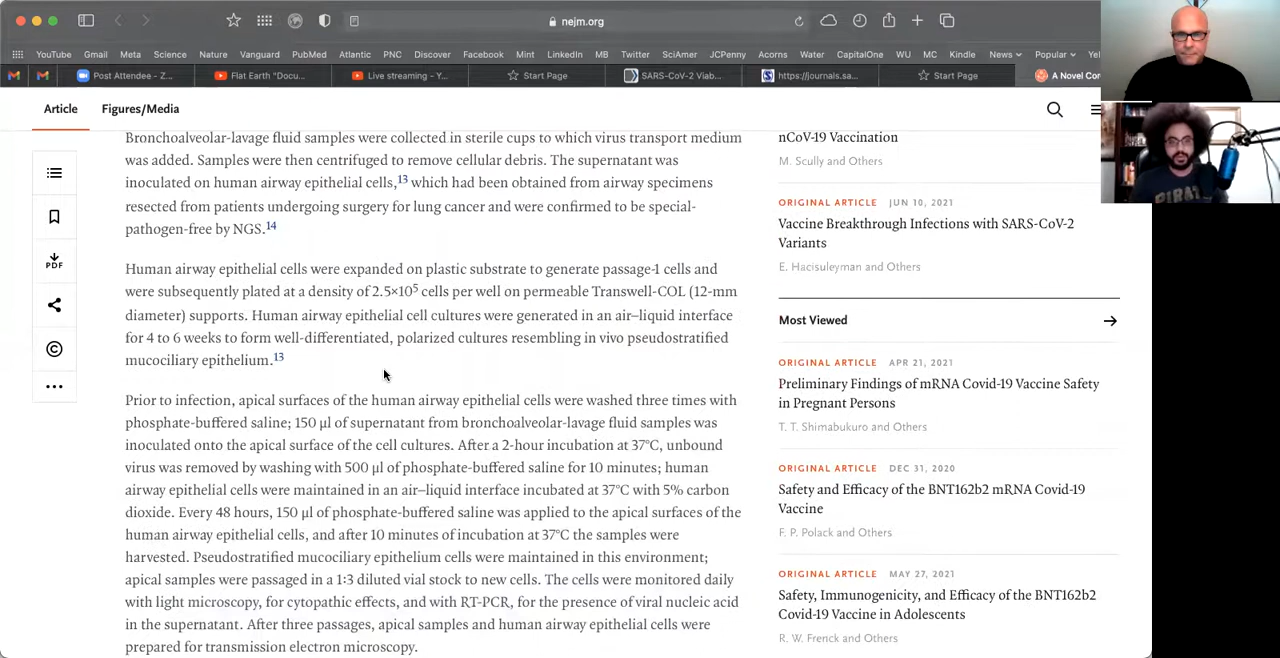 nejm.org
YouTube Gmail Meta Science Nature Vanguard PubMed Atlantic PNC Discover Facebook Mint LinkedIn MB Twitter SciAmer JCPenny Acorns Water CapitalOne WU MC Kindle News Popular Yel
Post Attendee - Z... Flat Earth "Docu... Live streaming - Y... Start Page SARS-CoV-2 Viab... https://journals.sa... Start Page A Novel Cor
Article Figures/Media
Bronchoalveolar-lavage fluid samples were collected in sterile cups to which virus transport medium
was added. Samples were then centrifuged to remove cellular debris. The supernatant was
inoculated on human airway epithelial cells,13 which had been obtained from airway specimens
resected from patients undergoing surgery for lung cancer and were confirmed to be special-
pathogen-free by NGS.14
Human airway epithelial cells were expanded on plastic substrate to generate passage-1 cells and
were subsequently plated at a density of 2.5×10⁵ cells per well on permeable Transwell-COL (12-mm
diameter) supports. Human airway epithelial cell cultures were generated in an air–liquid interface
for 4 to 6 weeks to form well-differentiated, polarized cultures resembling in vivo pseudostratified
mucociliary epithelium.13
Prior to infection, apical surfaces of the human airway epithelial cells were washed three times with
phosphate-buffered saline; 150 μl of supernatant from bronchoalveolar-lavage fluid samples was
inoculated onto the apical surface of the cell cultures. After a 2-hour incubation at 37°C, unbound
virus was removed by washing with 500 μl of phosphate-buffered saline for 10 minutes; human
airway epithelial cells were maintained in an air–liquid interface incubated at 37°C with 5% carbon
dioxide. Every 48 hours, 150 μl of phosphate-buffered saline was applied to the apical surfaces of the
human airway epithelial cells, and after 10 minutes of incubation at 37°C the samples were
harvested. Pseudostratified mucociliary epithelium cells were maintained in this environment;
apical samples were passaged in a 1:3 diluted vial stock to new cells. The cells were monitored daily
with light microscopy, for cytopathic effects, and with RT-PCR, for the presence of viral nucleic acid
in the supernatant. After three passages, apical samples and human airway epithelial cells were
prepared for transmission electron microscopy.
PDF
nCoV-19 Vaccination
M. Scully and Others
ORIGINAL ARTICLE JUN 10, 2021
Vaccine Breakthrough Infections with SARS-CoV-2
Variants
E. Hacisuleyman and Others
Most Viewed
ORIGINAL ARTICLE APR 21, 2021
Preliminary Findings of mRNA Covid-19 Vaccine Safety
in Pregnant Persons
T. T. Shimabukuro and Others
ORIGINAL ARTICLE DEC 31, 2020
Safety and Efficacy of the BNT162b2 mRNA Covid-19
Vaccine
F. P. Polack and Others
ORIGINAL ARTICLE MAY 27, 2021
Safety, Immunogenicity, and Efficacy of the BNT162b2
Covid-19 Vaccine in Adolescents
R. W. Frenck and Others